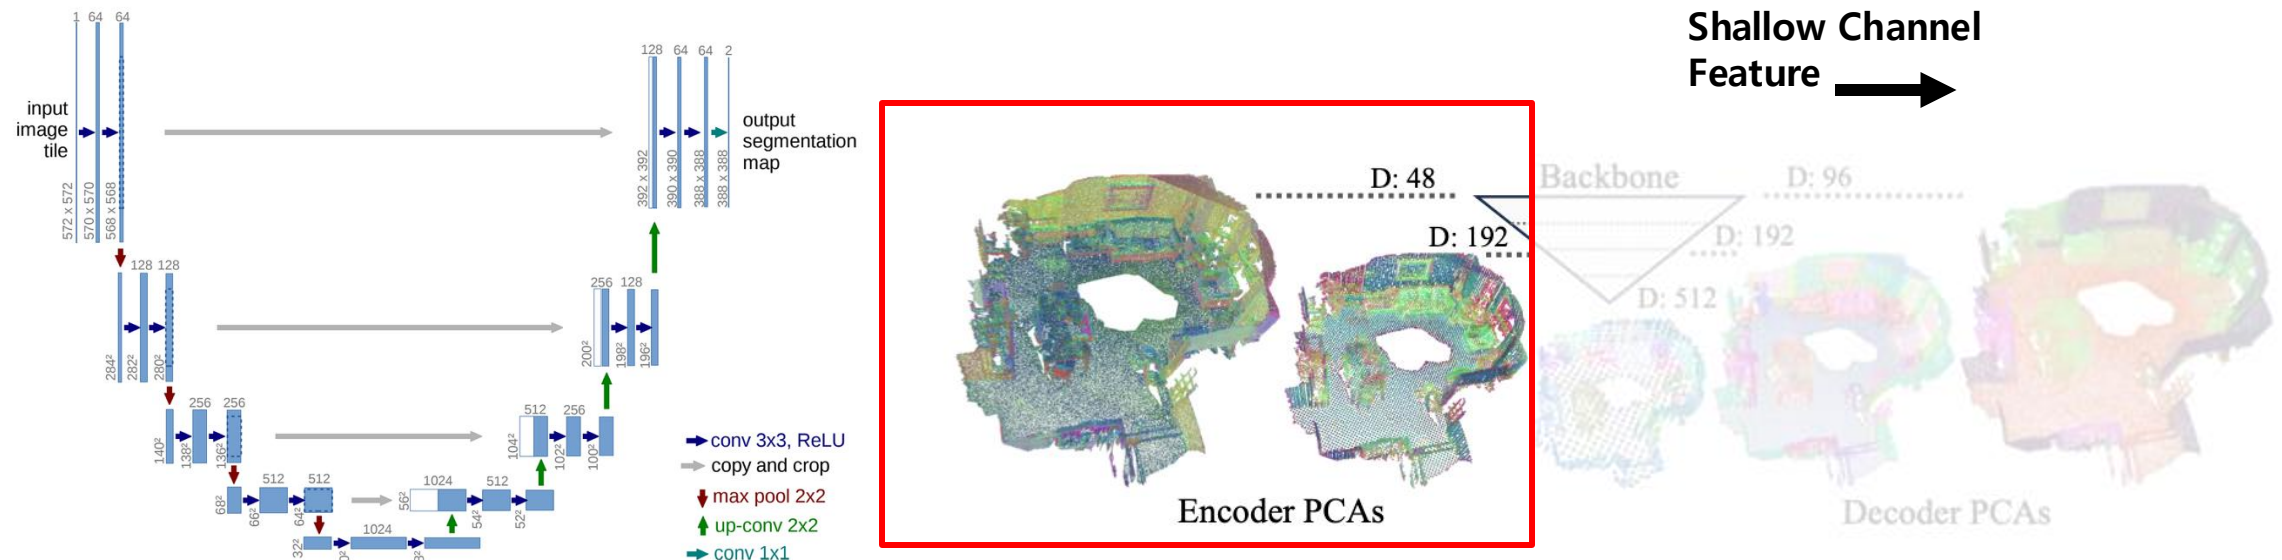 1 64 64
128 64 64 2
input
image
tile
output
segmentation
map
572 x 572
570 x 570
568 x 568
392 x 392
390 x 390
388 x 388
388 x 388
128 128
256 128
284²
282²
280²
200²
198²
196²
256 256
512 256
140²
138²
136²
104²
102²
100²
512 512
1024 512
68²
66²
64²
56²
54²
52²
1024
32²
conv 3x3, ReLU
copy and crop
max pool 2x2
up-conv 2x2
conv 1x1
Shallow Channel
Feature
D: 48
Backbone
D: 96
D: 192
D: 192
D: 512
Encoder PCAs
Decoder PCAs